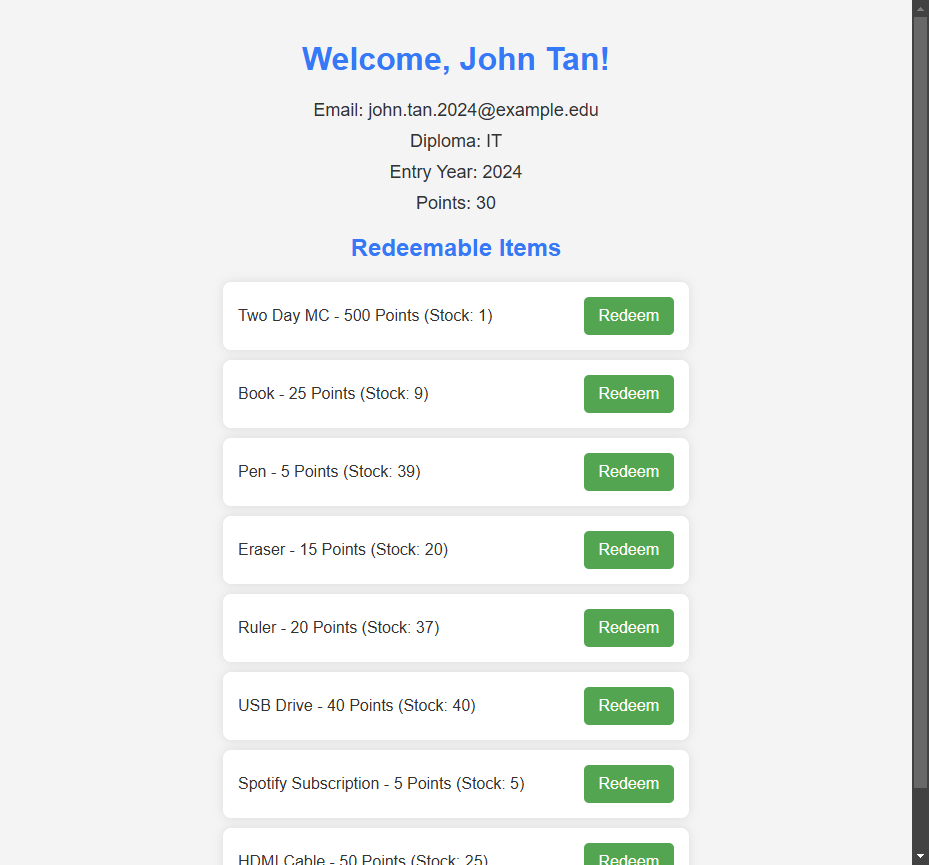 Welcome, John Tan!
Email: john.tan.2024@example.edu
Diploma: IT
Entry Year: 2024
Points: 30
Redeemable Items
Two Day MC - 500 Points (Stock: 1) Redeem
Book - 25 Points (Stock: 9) Redeem
Pen - 5 Points (Stock: 39) Redeem
Eraser - 15 Points (Stock: 20) Redeem
Ruler - 20 Points (Stock: 37) Redeem
USB Drive - 40 Points (Stock: 40) Redeem
Spotify Subscription - 5 Points (Stock: 5) Redeem
HDMI Cable - 50 Points (Stock: 25) Redeem